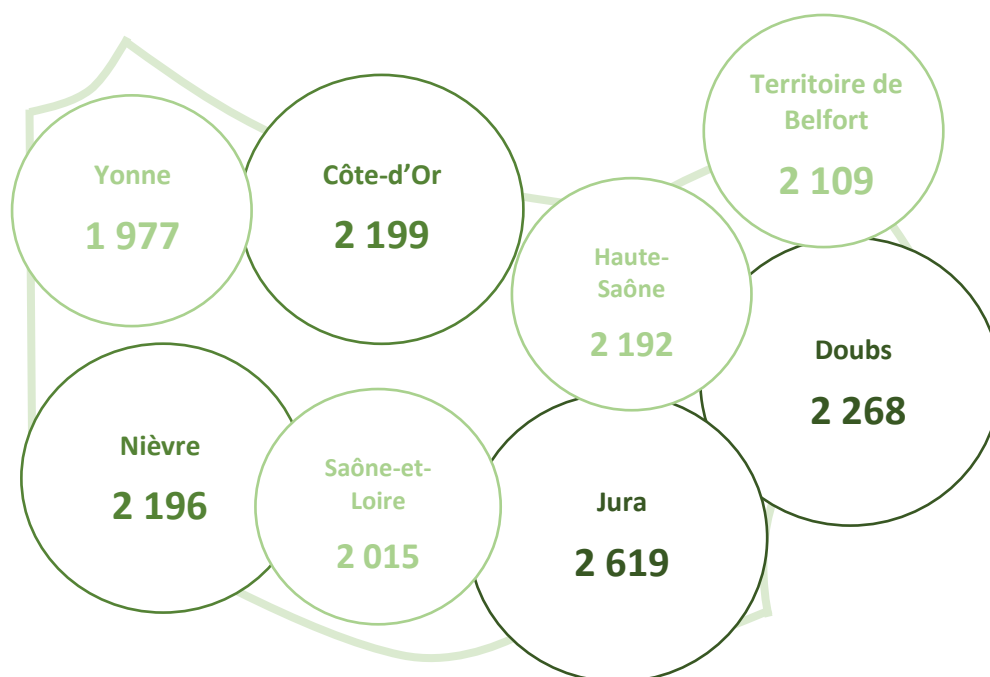 Territoire de
Belfort
2 109
Yonne
1 977
Côte-d’Or
2 199
Haute-
Saône
2 192
Doubs
2 268
Nièvre
2 196
Saône-et-
Loire
2 015
Jura
2 619